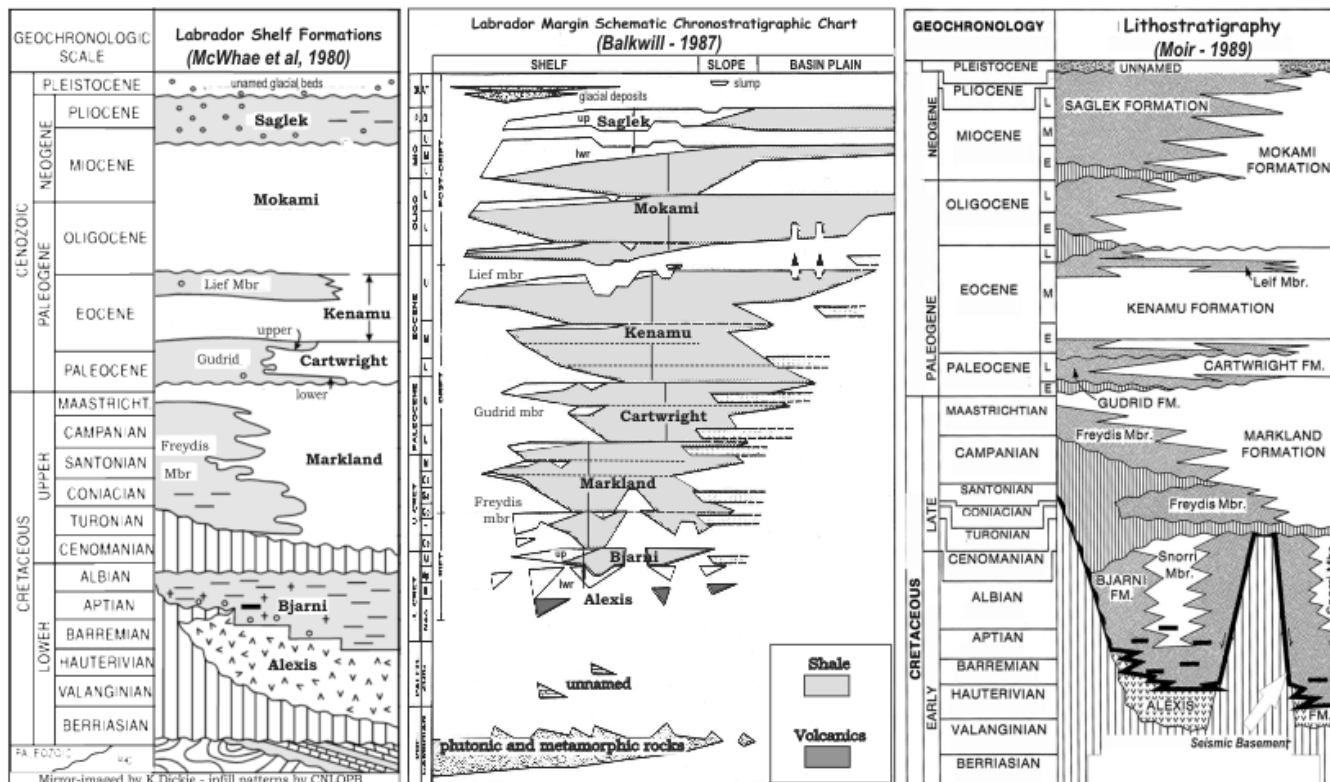 GEOCHRONOLOGIC
SCALE
Labrador Shelf Formations
(McWhae et al, 1980)
CENOZOIC
NEOGENE
PALEOGENE
CRETACEOUS
UPPER
LOWER
PLEISTOCENE
PLIOCENE
MIOCENE
OLIGOCENE
EOCENE
PALEOCENE
MAASTRICHT.
CAMPANIAN
SANTONIAN
CONIACIAN
TURONIAN
CENOMANIAN
ALBIAN
APTIAN
BARREMIAN
HAUTERIVIAN
VALANGINIAN
BERRIASIAN
unamed glacial beds
Saglek
Mokami
Lief Mbr
Kenamu
upper
Gudrid
Cartwright
lower
Freydis
Mbr
Markland
Bjarni
Alexis
Mirror-imaged by K Dickie - infill patterns by CNLOPB
Labrador Margin Schematic Chronostratigraphic Chart
(Balkwill - 1987)
SHELF
SLOPE
BASIN PLAIN
slump
glacial deposits
up
Saglek
lwr
Mokami
Lief mbr
Kenamu
Gudrid mbr
Cartwright
Markland
Freydis
mbr
up
Bjarni
lwr
Alexis
unnamed
plutonic and metamorphic rocks
Shale
Volcanics
GEOCHRONOLOGY
Lithostratigraphy
(Moir - 1989)
NEOGENE
PALEOGENE
CRETACEOUS
LATE
EARLY
PLEISTOCENE
PLIOCENE
MIOCENE
OLIGOCENE
EOCENE
PALEOCENE
MAASTRICHTIAN
CAMPANIAN
SANTONIAN
CONIACIAN
TURONIAN
CENOMANIAN
ALBIAN
APTIAN
BARREMIAN
HAUTERIVIAN
VALANGINIAN
BERRIASIAN
L
M
E
L
E
L
M
E
L
E
UNNAMED
SAGLEK FORMATION
MOKAMI
FORMATION
Leif Mbr.
KENAMU FORMATION
CARTWRIGHT FM.
GUDRID FM.
Freydis Mbr.
MARKLAND
FORMATION
Freydis Mbr.
Snorri
Mbr.
BJARNI
FM.
ALEXIS
FM.
Seismic Basement